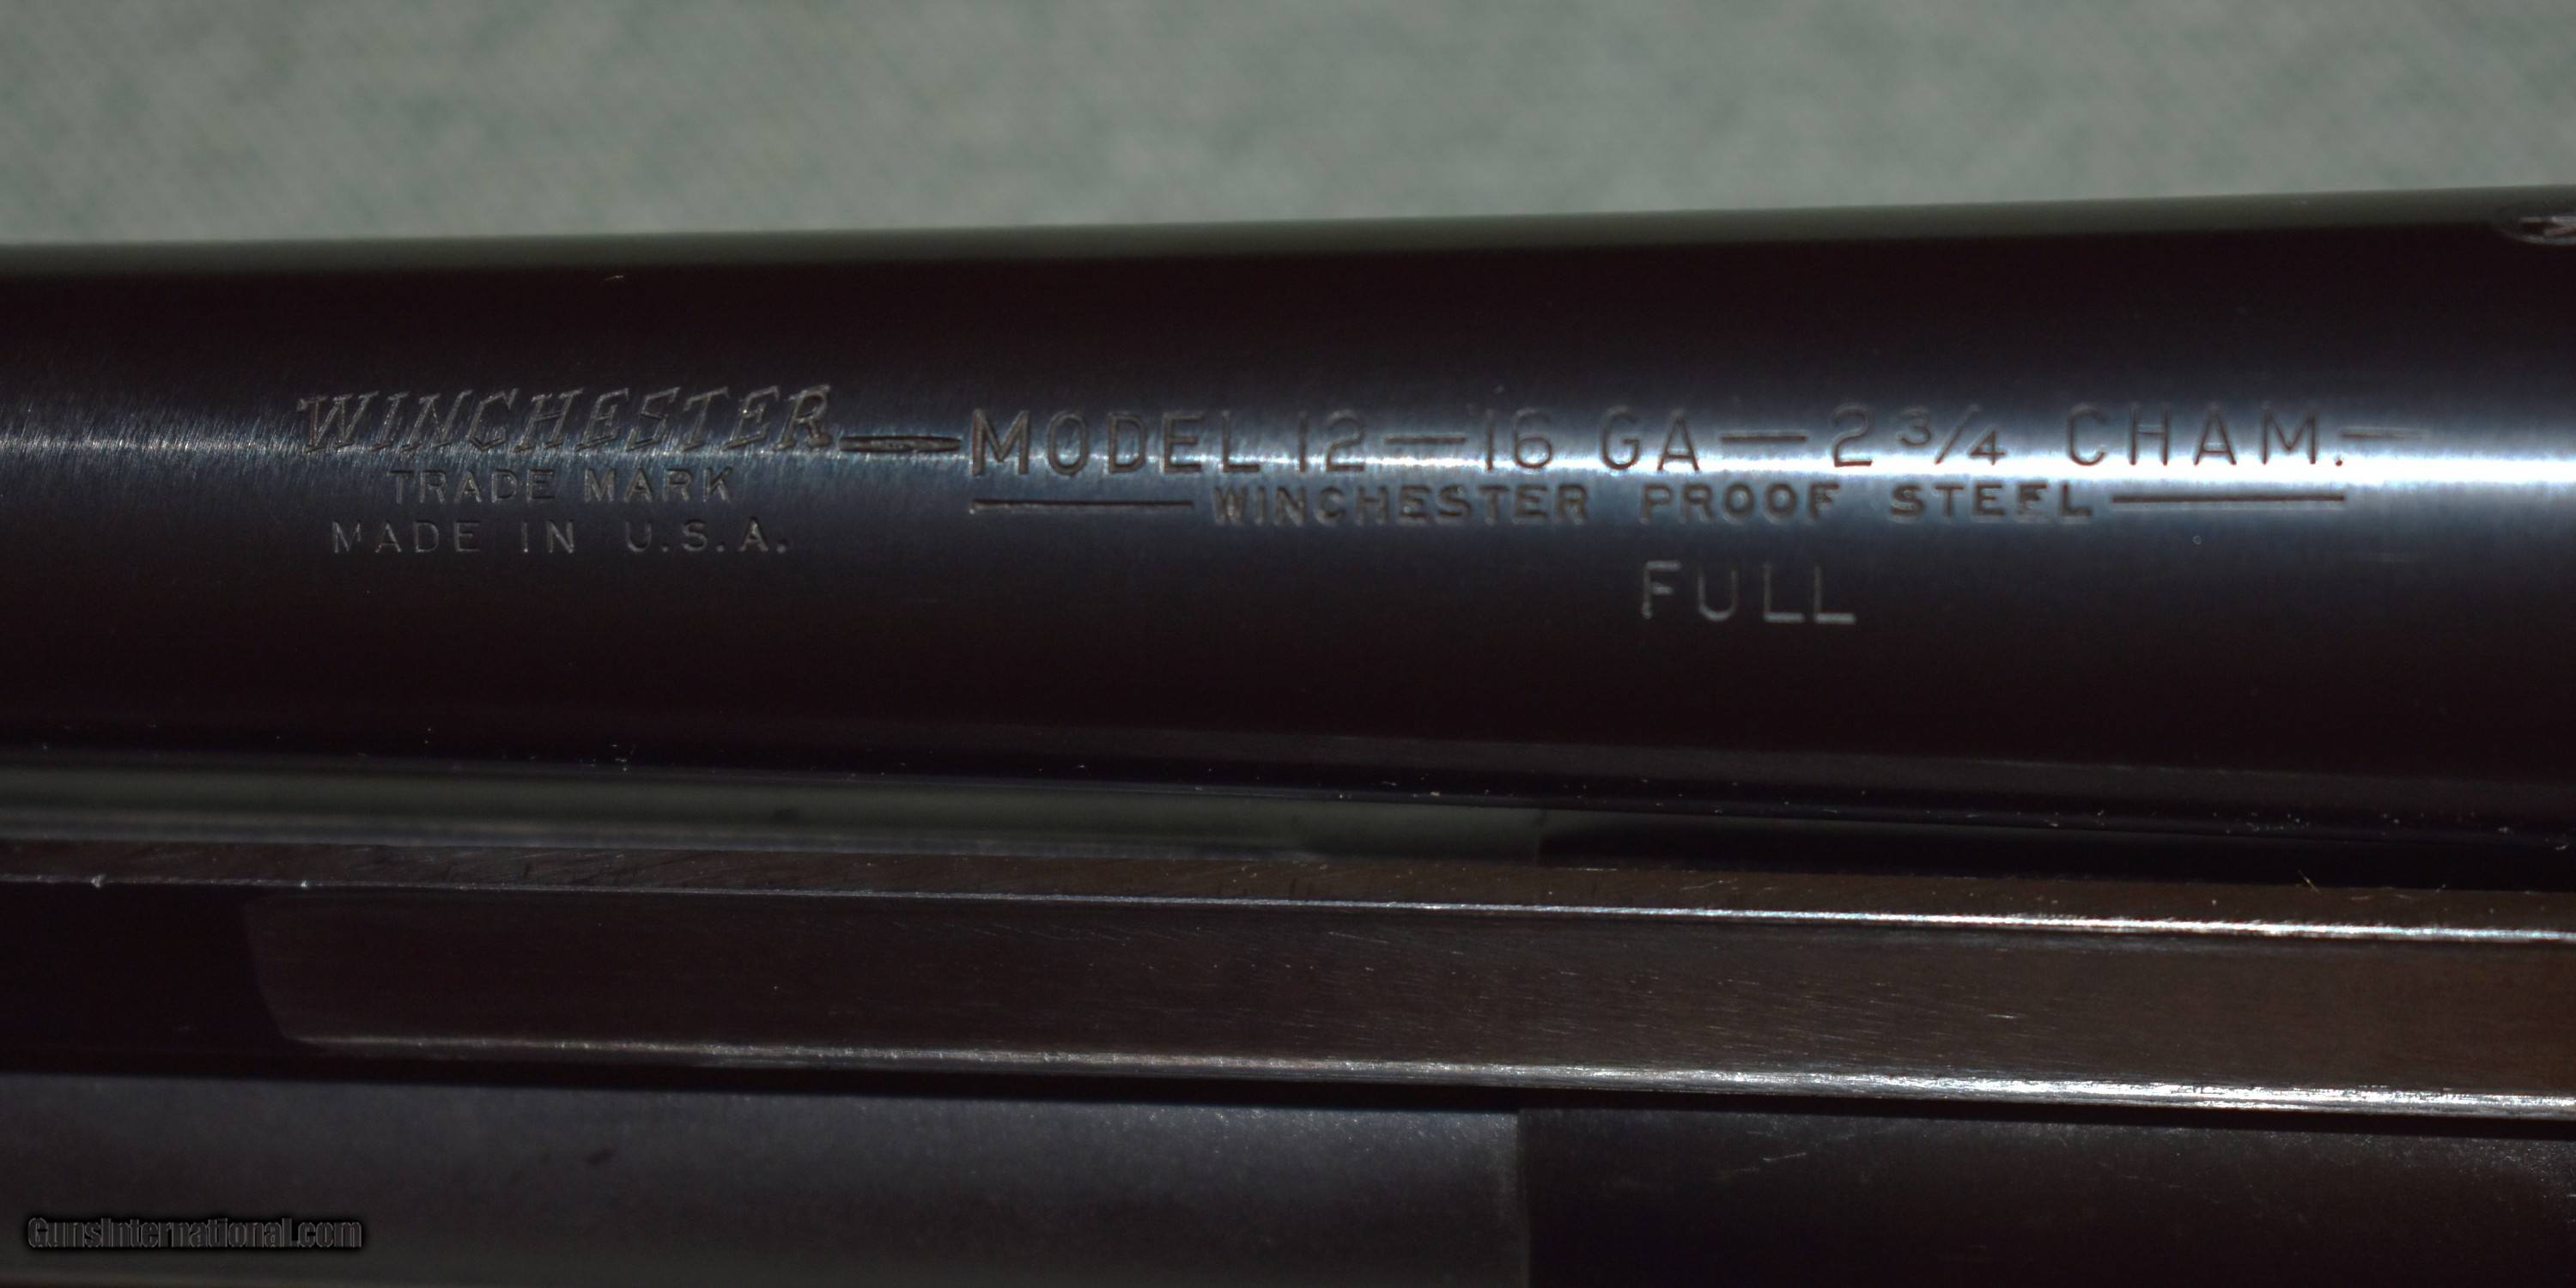 WINCHESTER—MODEL 12—16 GA—2 3/4 CHAM.—
TRADE MARK
MADE IN U.S.A.
—WINCHESTER PROOF STEEL—
FULL
GunsInternational.com